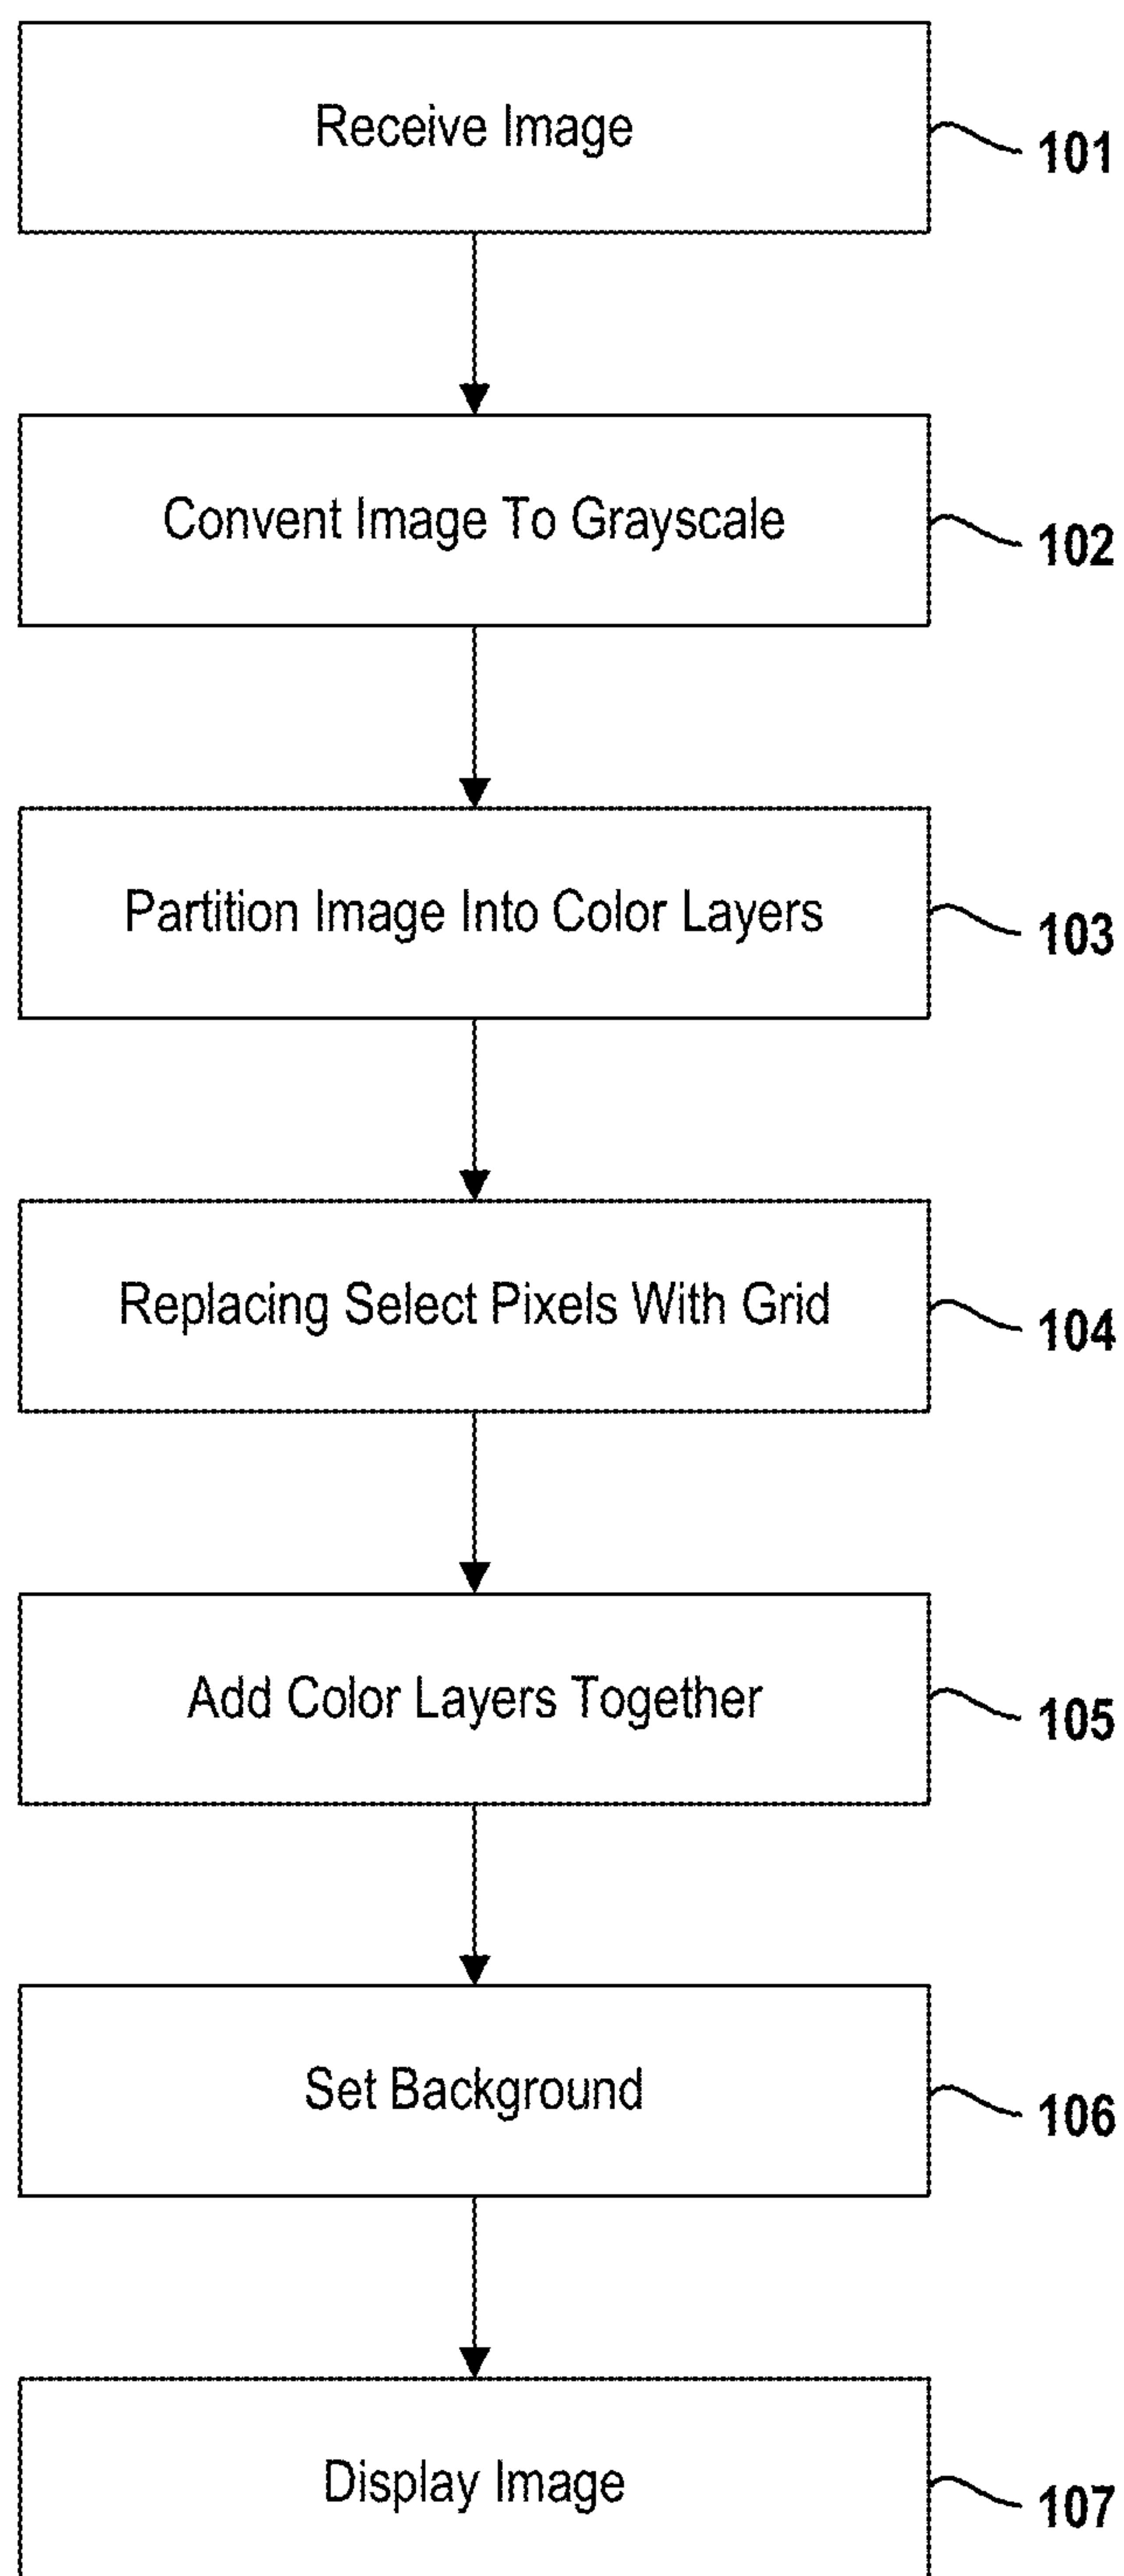 Receive Image
101
Convent Image To Grayscale
102
Partition Image Into Color Layers
103
Replacing Select Pixels With Grid
104
Add Color Layers Together
105
Set Background
106
Display Image
107